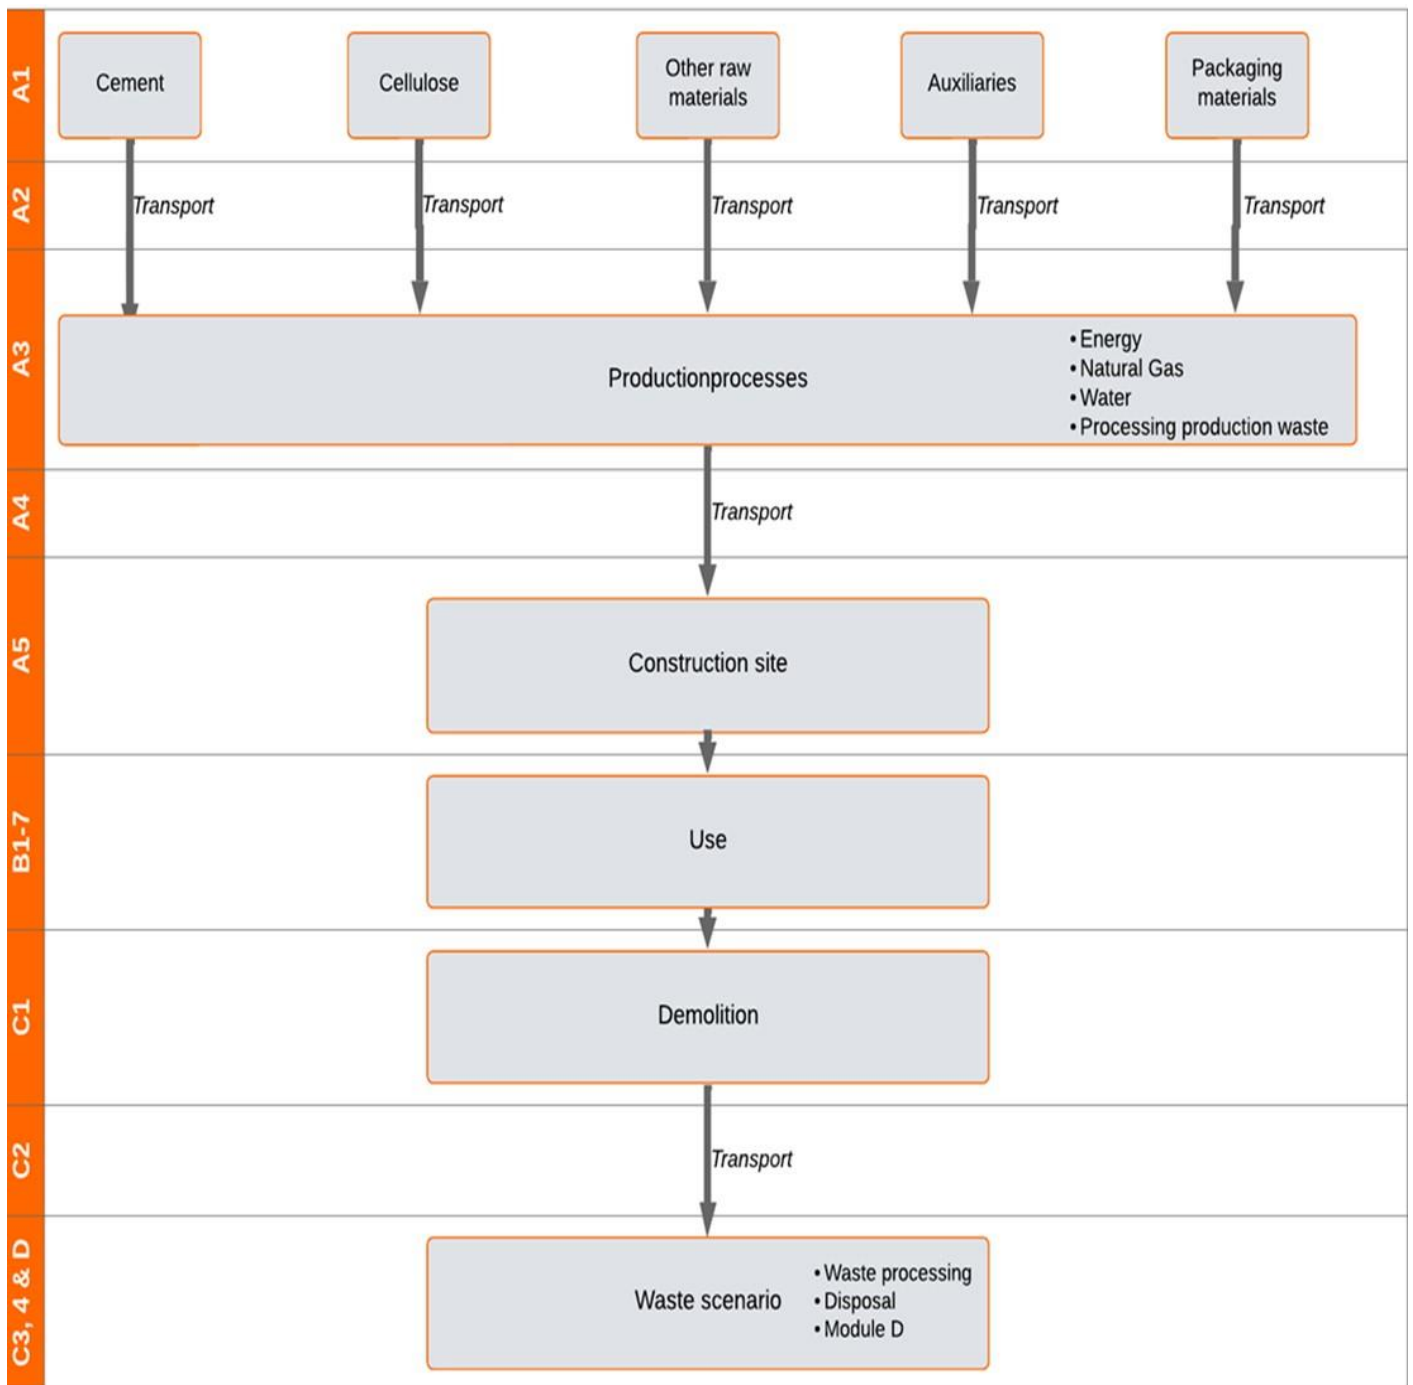 A1
Cement
Cellulose
Other raw
materials
Auxiliaries
Packaging
materials
A2
Transport
Transport
Transport
Transport
Transport
A3
Productionprocesses
• Energy
• Natural Gas
• Water
• Processing production waste
A4
Transport
A5
Construction site
B1-7
Use
C1
Demolition
C2
Transport
C3, 4 & D
Waste scenario
• Waste processing
• Disposal
• Module D